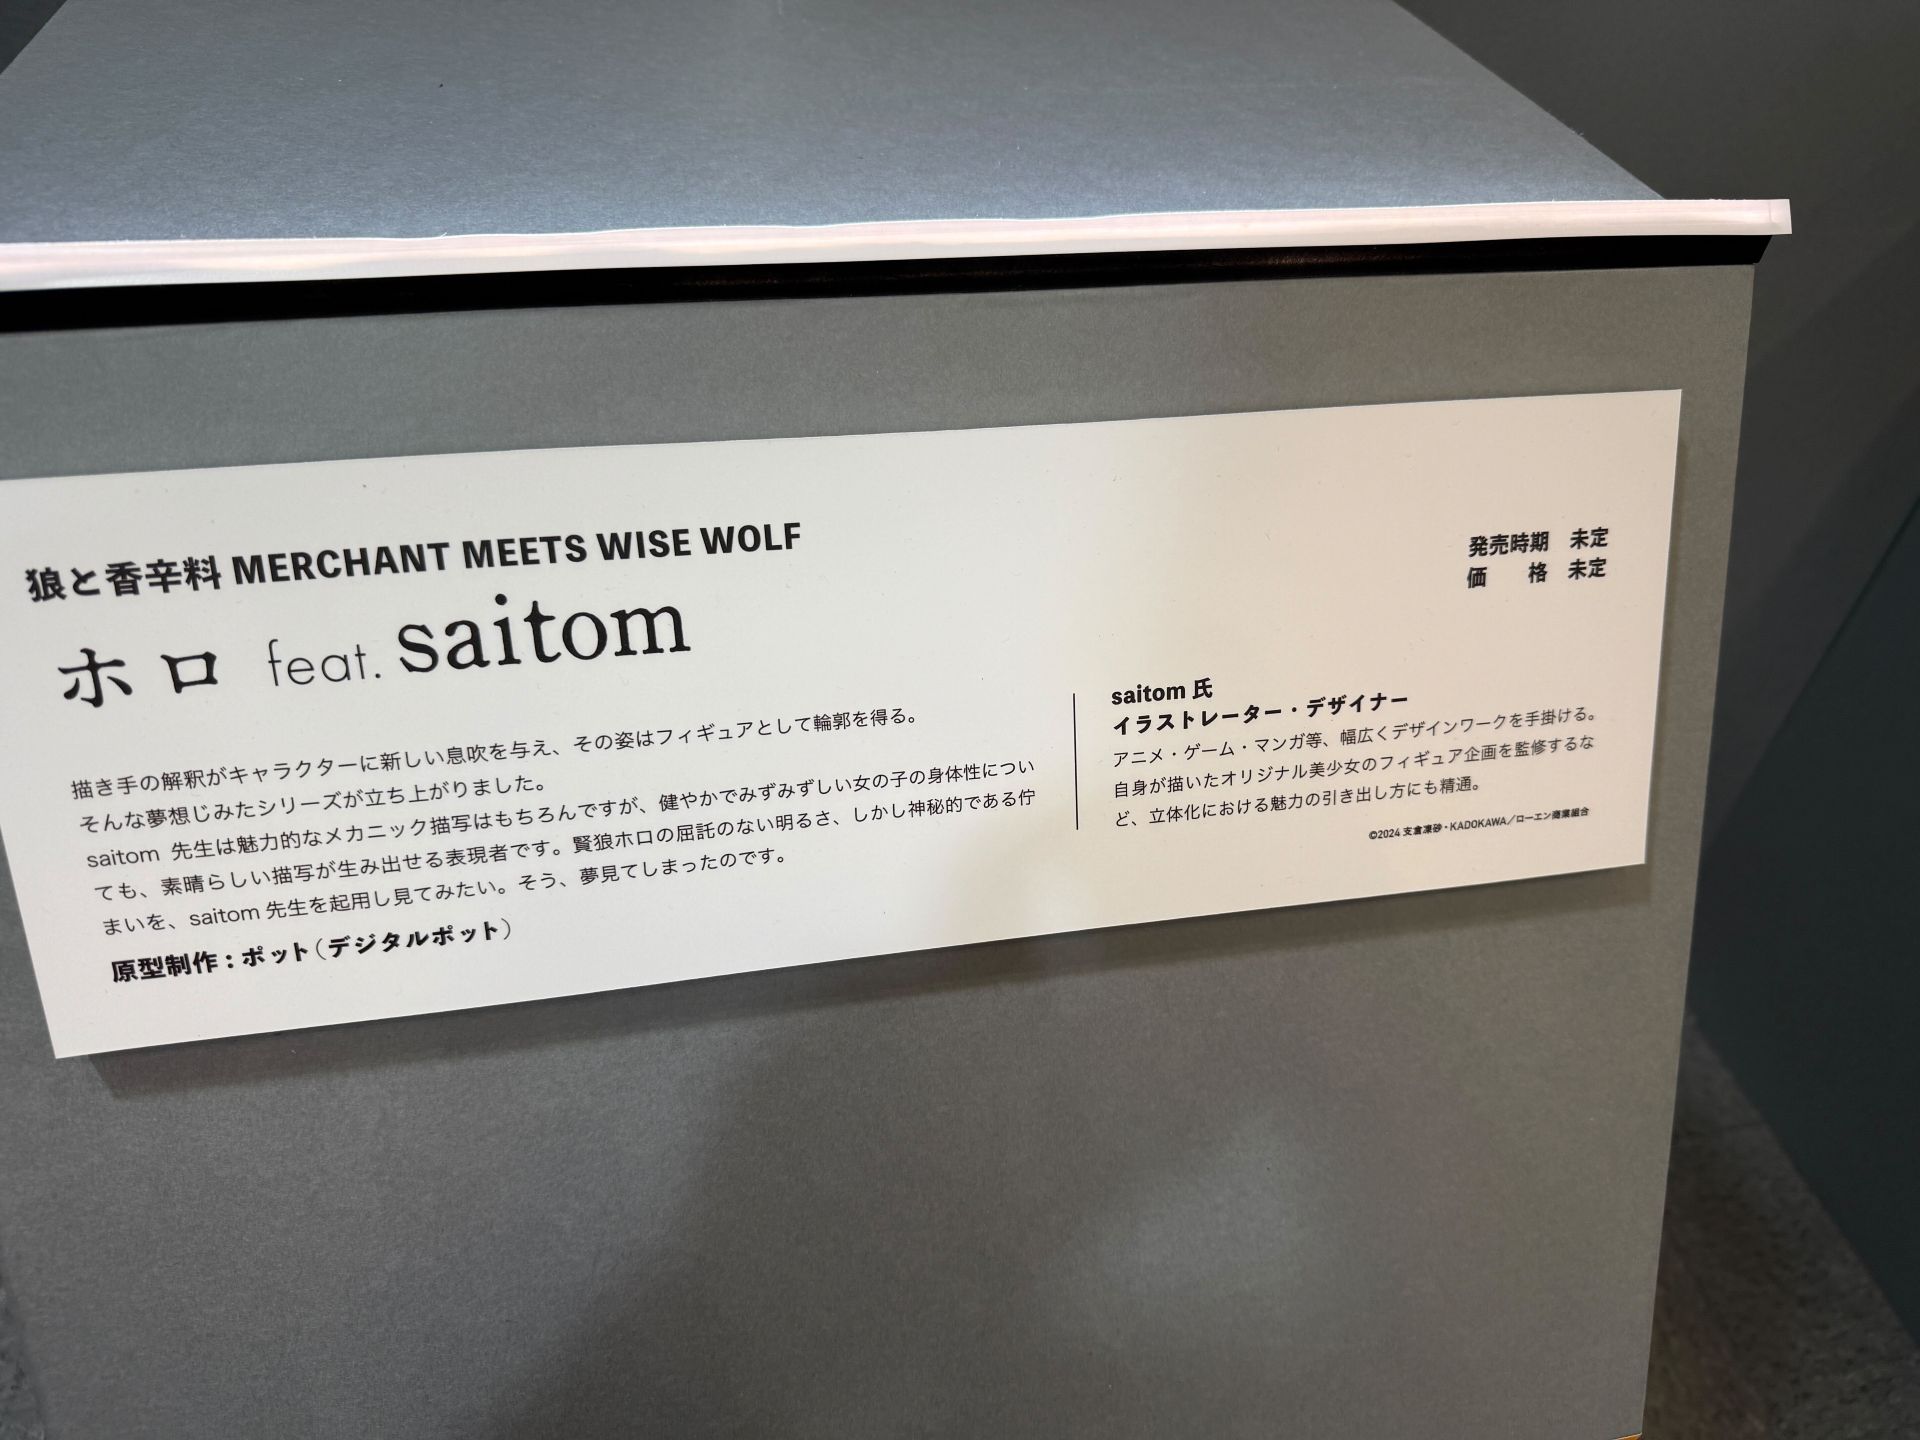 狼と香辛料 MERCHANT MEETS WISE WOLF
ホロ feat. saitom
描き手の解釈がキャラクターに新しい息吹を与え、その姿はフィギュアとして輪郭を得る。
そんな夢想じみたシリーズが立ち上がりました。
saitom 先生は魅力的なメカニック描写はもちろんですが、健やかでみずみずしい女の子の身体性につい
ても、素晴らしい描写が生み出せる表現者です。賢狼ホロの屈託のない明るさ、しかし神秘的である佇
まいを、saitom 先生を起用し見てみたい。そう、夢見てしまったのです。
原型制作：ポット（デジタルポット）
発売時期　未定
価　　格　未定
saitom 氏
イラストレーター・デザイナー
アニメ・ゲーム・マンガ等、幅広くデザインワークを手掛ける。
自身が描いたオリジナル美少女のフィギュア企画を監修するな
ど、立体化における魅力の引き出し方にも精通。
©2024 支倉凍砂・KADOKAWA／ローエン商業組合